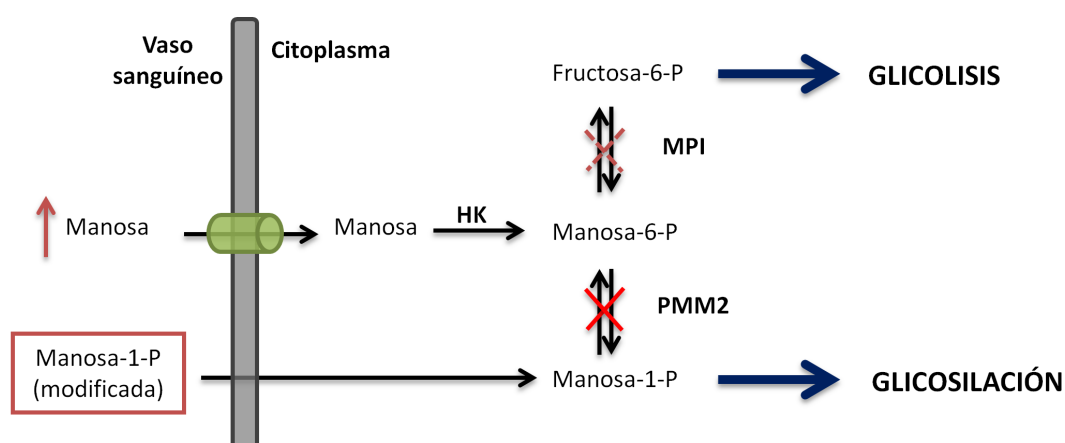 Vaso
sanguíneo
Citoplasma
Fructosa-6-P
GLICOLISIS
MPI
Manosa
Manosa
HK
Manosa-6-P
PMM2
Manosa-1-P
(modificada)
Manosa-1-P
GLICOSILACIÓN